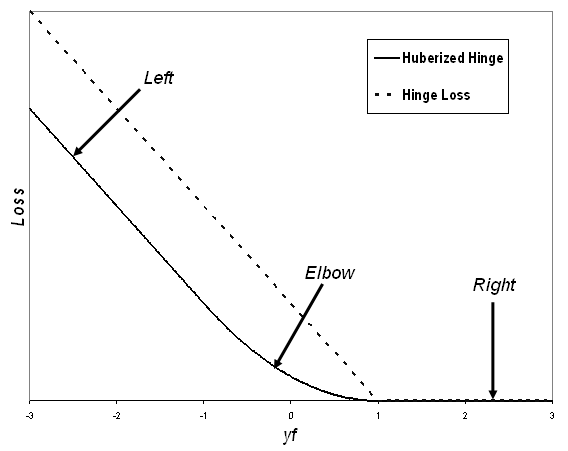 Huberized Hinge
Hinge Loss
Left
Elbow
Right
Loss
-3 -2 -1 0 1 2 3
yf